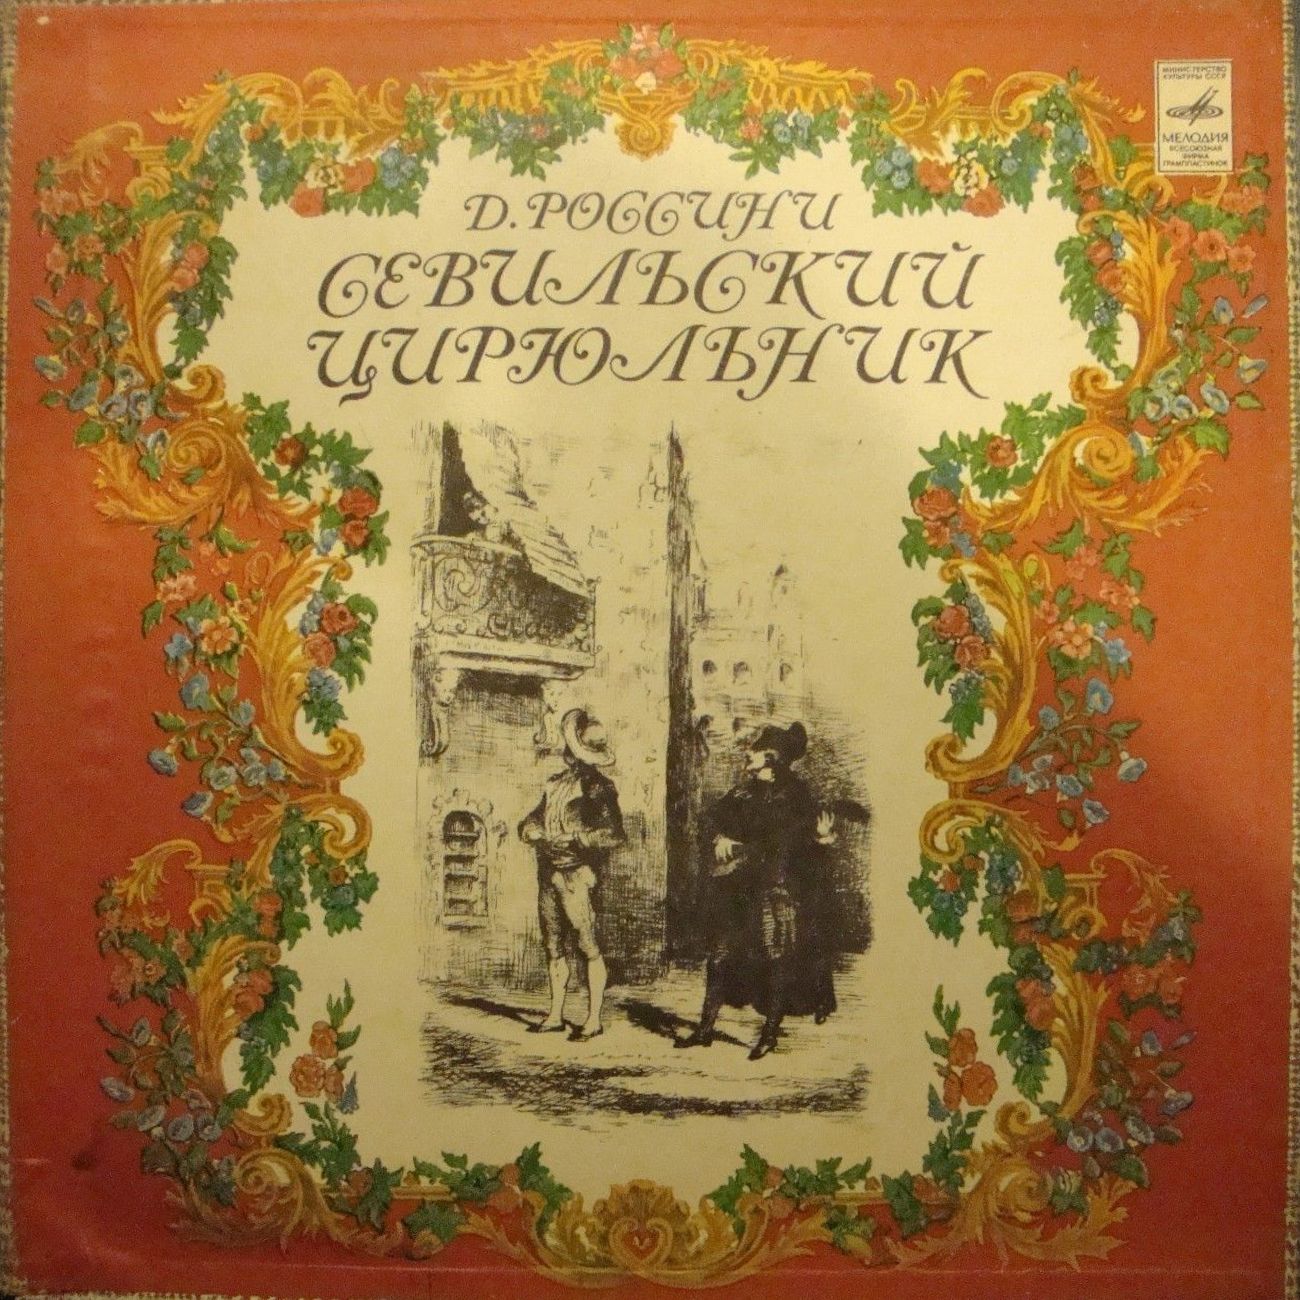 МИНИСТЕРСТВО
КУЛЬТУРЫ СССР
МЕЛОДИЯ
ВСЕСОЮЗНАЯ
ФИРМА
ГРАМПЛАСТИНОК
Д. РОССИНИ
СЕВИЛЬСКИЙ
ЦИРЮЛЬНИК